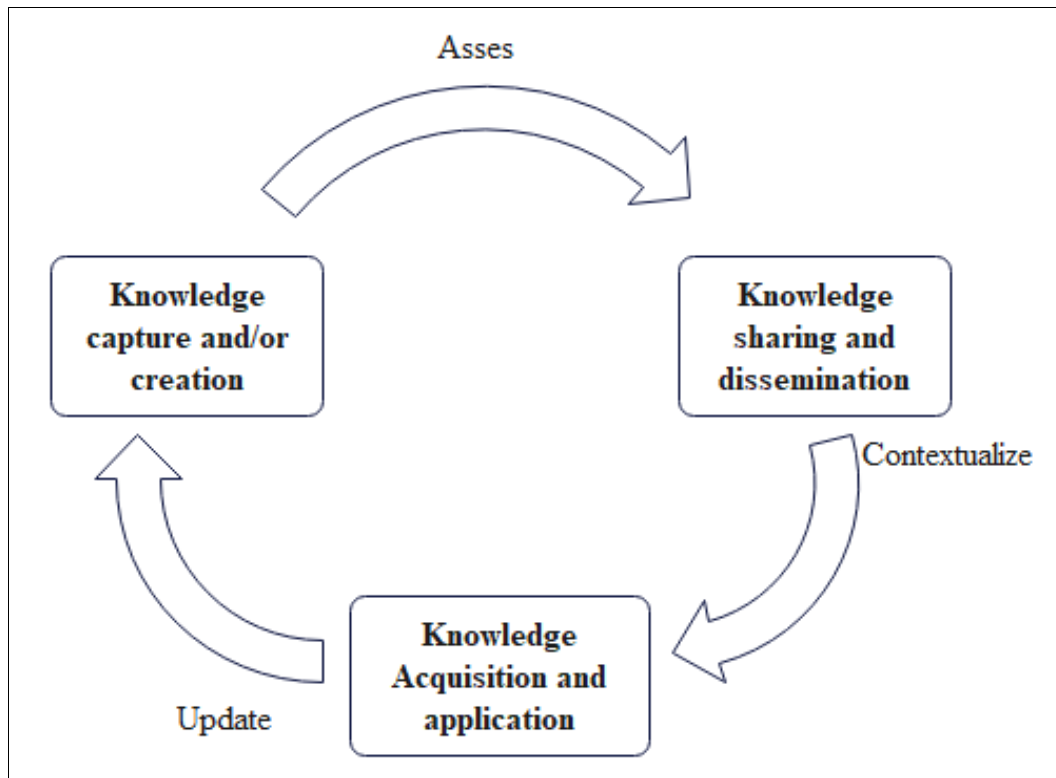 Asses
Knowledge
capture and/or
creation
Knowledge
sharing and
dissemination
Contextualize
Knowledge
Acquisition and
application
Update